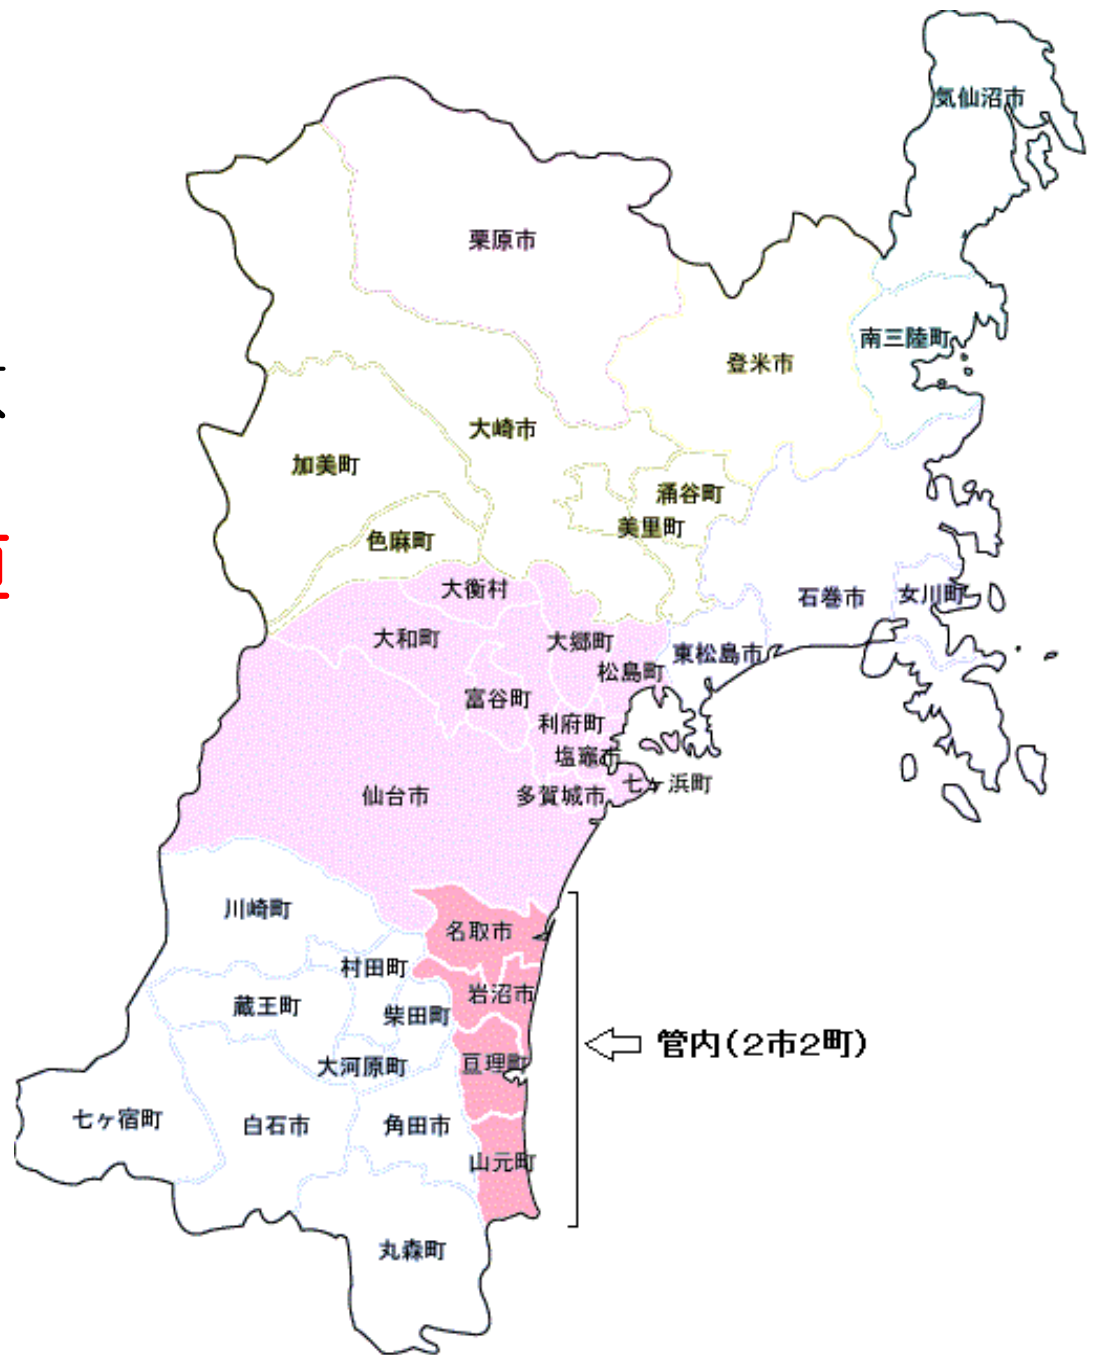 気仙沼市
栗原市
南三陸町
登米市
大崎市
加美町
涌谷町
美里町
色麻町
大衡村
石巻市
女川町
大和町
大郷町
東松島市
松島町
富谷町
利府町
塩竈市
七ヶ浜町
仙台市
多賀城市
川崎町
名取市
村田町
岩沼市
蔵王町
柴田町
管内(2市2町)
大河原町
亘理町
七ヶ宿町
白石市
角田市
山元町
丸森町